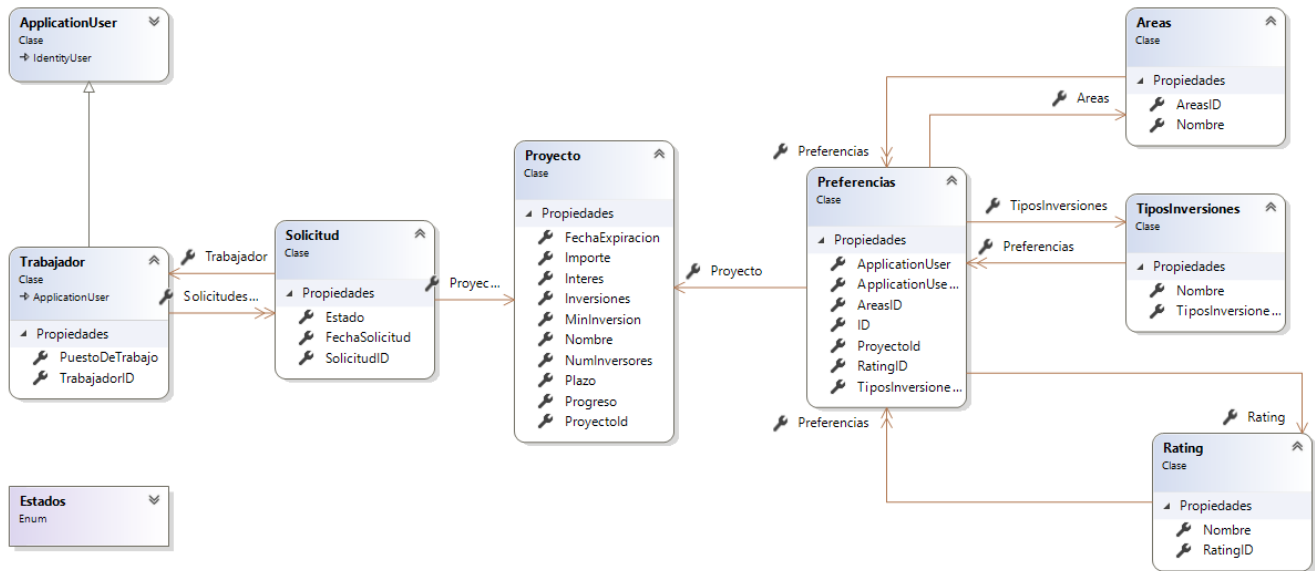 ApplicationUser
Clase
IdentityUser
Trabajador
Clase
ApplicationUser
Propiedades
PuestoDeTrabajo
TrabajadorID
Estados
Enum
Trabajador
Solicitudes...
Solicitud
Clase
Propiedades
Estado
FechaSolicitud
SolicitudID
Proyec...
Proyecto
Clase
Propiedades
FechaExpiracion
Importe
Interes
Inversiones
MinInversion
Nombre
NumInversores
Plazo
Progreso
ProyectoId
Proyecto
Preferencias
Preferencias
Clase
Propiedades
ApplicationUser
ApplicationUse...
AreasID
ID
ProyectoId
RatingID
TiposInversione...
Preferencias
Areas
Areas
Clase
Propiedades
AreasID
Nombre
TiposInversiones
Preferencias
TiposInversiones
Clase
Propiedades
Nombre
TiposInversione...
Rating
Rating
Clase
Propiedades
Nombre
RatingID